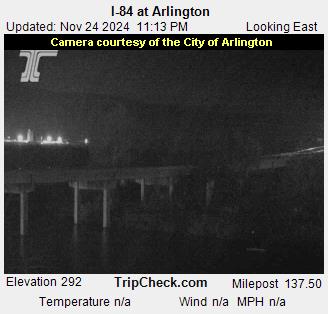 I-84 at Arlington
Updated: Nov 24 2024 11:13 PM Looking East
Camera courtesy of the City of Arlington
Elevation 292 TripCheck.com Milepost 137.50
Temperature n/a Wind n/a MPH n/a